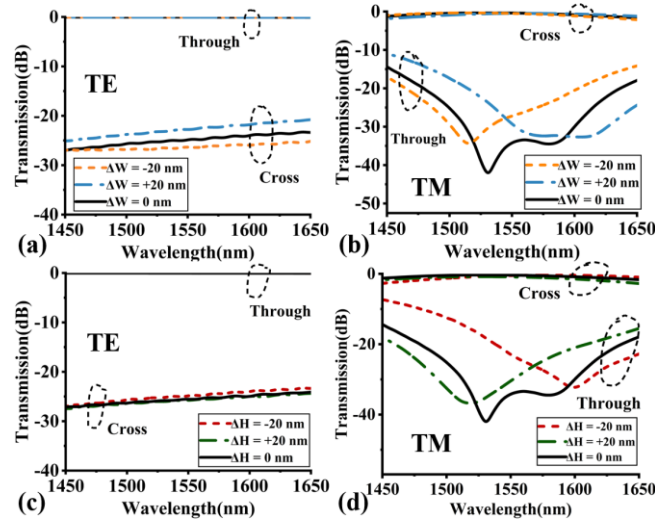 0
-10
-20
-30
-40
Transmission(dB)
Through
TE
Cross
ΔW = -20 nm
ΔW = +20 nm
ΔW = 0 nm
1450
1500
1550
1600
1650
Wavelength(nm)
(a)
0
-10
-20
-30
-40
-50
Transmission(dB)
Cross
Through
TM
ΔW = -20 nm
ΔW = +20 nm
ΔW = 0 nm
1450
1500
1550
1600
1650
Wavelength(nm)
(b)
0
-10
-20
-30
-40
Transmission(dB)
TE
Through
Cross
ΔH = -20 nm
ΔH = +20 nm
ΔH = 0 nm
1450
1500
1550
1600
1650
Wavelength(nm)
(c)
0
-20
-40
Transmission(dB)
Cross
Through
TM
ΔH = -20 nm
ΔH = +20 nm
ΔH = 0 nm
1450
1500
1550
1600
1650
Wavelength(nm)
(d)